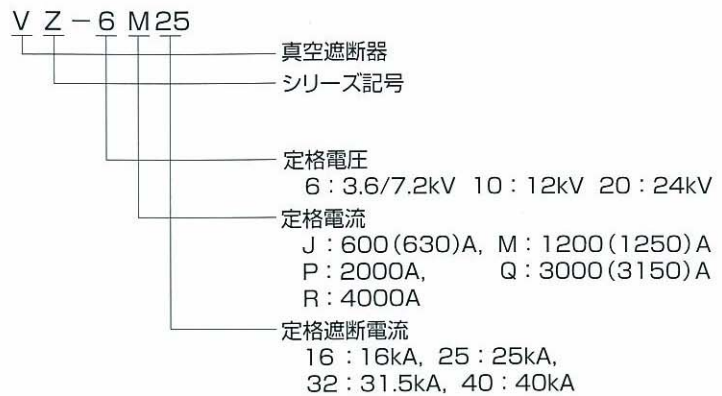 VZ-6M25
真空遮断器
シリーズ記号
定格電圧
6：3.6/7.2kV 10：12kV 20：24kV
定格電流
J：600(630)A, M：1200(1250)A
P：2000A, Q：3000(3150)A
R：4000A
定格遮断電流
16：16kA, 25：25kA,
32：31.5kA, 40：40kA